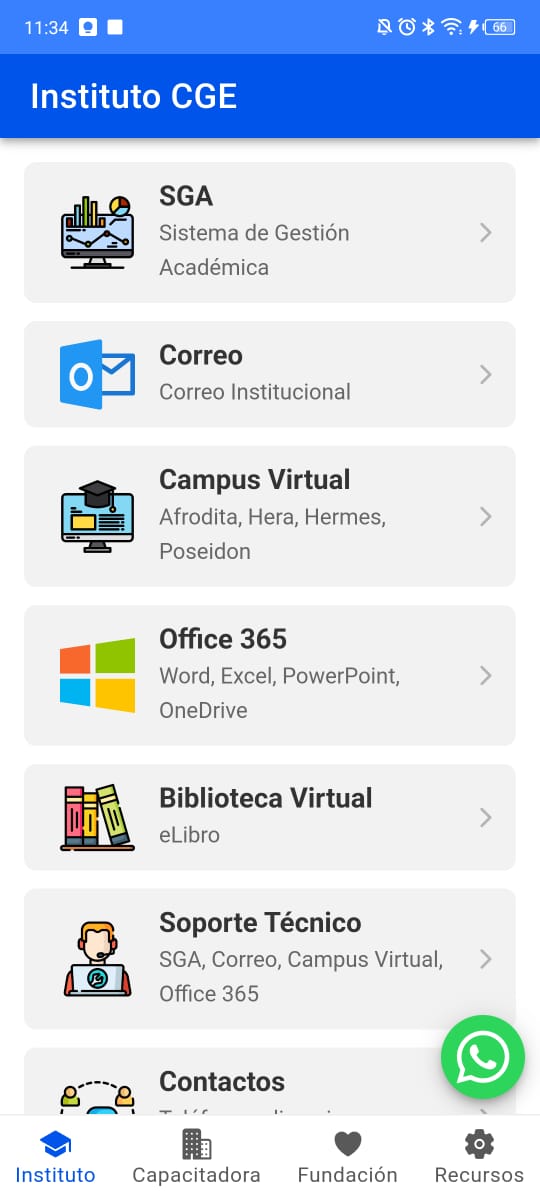 11:34
66
Instituto CGE
SGA
Sistema de Gestión
Académica
Correo
Correo Institucional
Campus Virtual
Afrodita, Hera, Hermes,
Poseidon
Office 365
Word, Excel, PowerPoint,
OneDrive
Biblioteca Virtual
eLibro
Soporte Técnico
SGA, Correo, Campus Virtual,
Office 365
Contactos
Instituto
Capacitadora
Fundación
Recursos